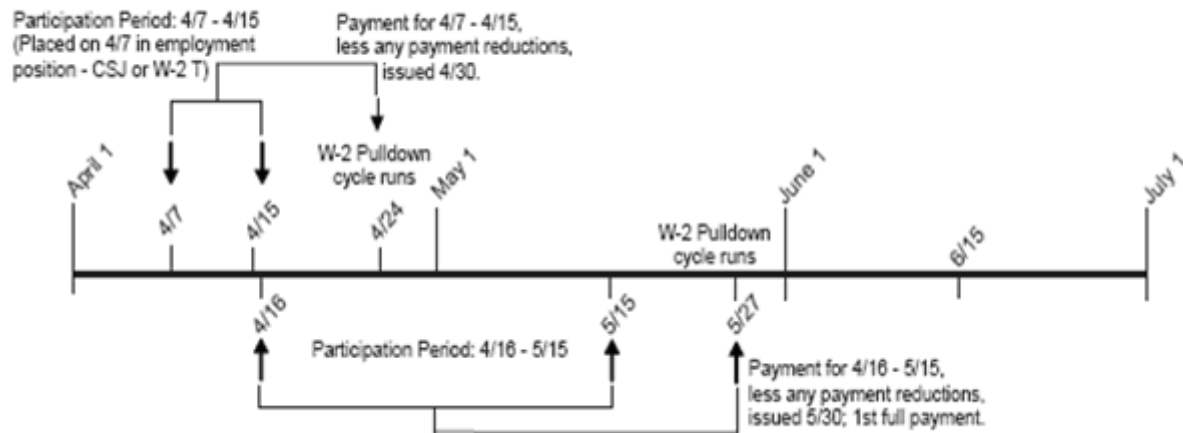 Participation Period: 4/7 - 4/15
(Placed on 4/7 in employment
position - CSJ or W-2 T)
Payment for 4/7 - 4/15,
less any payment reductions,
issued 4/30.
W-2 Pulldown
cycle runs
April 1
4/7
4/15
4/24
May 1
W-2 Pulldown
cycle runs
June 1
6/15
July 1
4/16
5/15
5/27
Participation Period: 4/16 - 5/15
Payment for 4/16 - 5/15,
less any payment reductions,
issued 5/30; 1st full payment.